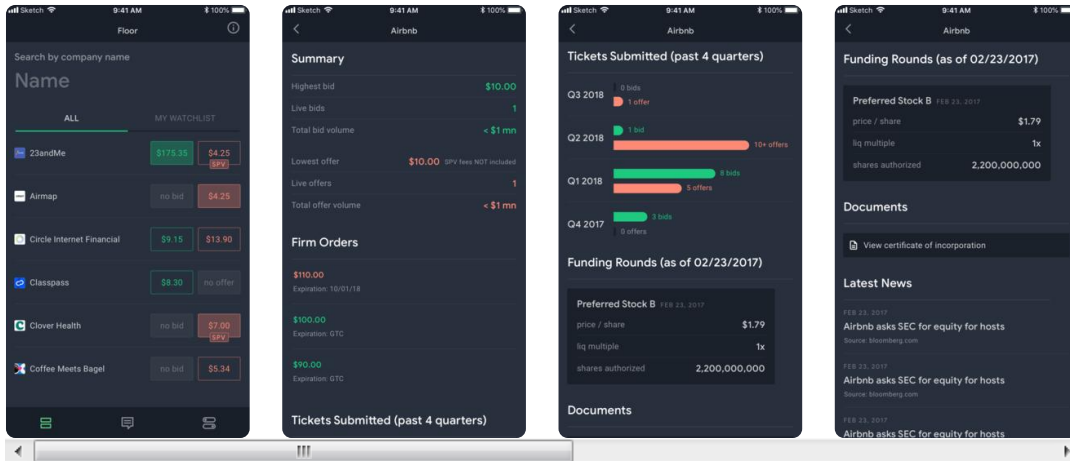 Sketch 9:41 AM 100%
Floor
Search by company name
Name
ALL MY WATCHLIST
23andMe $175.35 $4.25
SPV
Airmap no bid $4.25
Circle Internet Financial $9.15 $13.90
Classpass $8.30 no offer
Clover Health no bid $7.00
SPV
Coffee Meets Bagel no bid $5.34
Sketch 9:41 AM 100%
Airbnb
Summary
Highest bid $10.00
Live bids 1
Total bid volume < $1 mn
Lowest offer $10.00 SPV fees NOT included
Live offers 1
Total offer volume < $1 mn
Firm Orders
$110.00
Expiration: 10/01/18
$100.00
Expiration: GTC
$90.00
Expiration: GTC
Tickets Submitted (past 4 quarters)
Sketch 9:41 AM 100%
Airbnb
Tickets Submitted (past 4 quarters)
Q3 2018 0 bids
1 offer
Q2 2018 1 bid
10+ offers
Q1 2018 8 bids
5 offers
Q4 2017 3 bids
0 offers
Funding Rounds (as of 02/23/2017)
Preferred Stock B FEB 23, 2017
price / share $1.79
liq multiple 1x
shares authorized 2,200,000,000
Documents
Sketch 9:41 AM 100%
Airbnb
Funding Rounds (as of 02/23/2017)
Preferred Stock B FEB 23, 2017
price / share $1.79
liq multiple 1x
shares authorized 2,200,000,000
Documents
View certificate of incorporation
Latest News
FEB 23, 2017
Airbnb asks SEC for equity for hosts
Source: bloomberg.com
FEB 23, 2017
Airbnb asks SEC for equity for hosts
Source: bloomberg.com
FEB 23, 2017
Airbnb asks SEC for equity for hosts